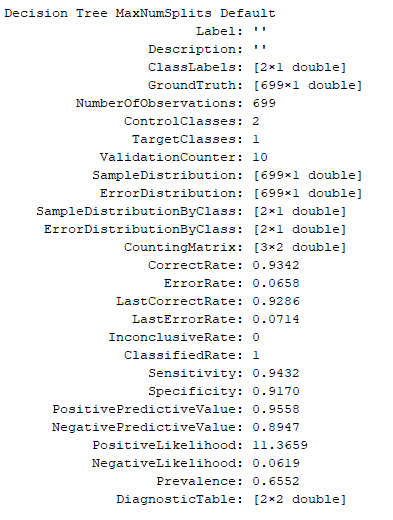 Decision Tree MaxNumSplits Default
Label: ''
Description: ''
ClassLabels: [2×1 double]
GroundTruth: [699×1 double]
NumberOfObservations: 699
ControlClasses: 2
TargetClasses: 1
ValidationCounter: 10
SampleDistribution: [699×1 double]
ErrorDistribution: [699×1 double]
SampleDistributionByClass: [2×1 double]
ErrorDistributionByClass: [2×1 double]
CountingMatrix: [3×2 double]
CorrectRate: 0.9342
ErrorRate: 0.0658
LastCorrectRate: 0.9286
LastErrorRate: 0.0714
InconclusiveRate: 0
ClassifiedRate: 1
Sensitivity: 0.9432
Specificity: 0.9170
PositivePredictiveValue: 0.9558
NegativePredictiveValue: 0.8947
PositiveLikelihood: 11.3659
NegativeLikelihood: 0.0619
Prevalence: 0.6552
DiagnosticTable: [2×2 double]